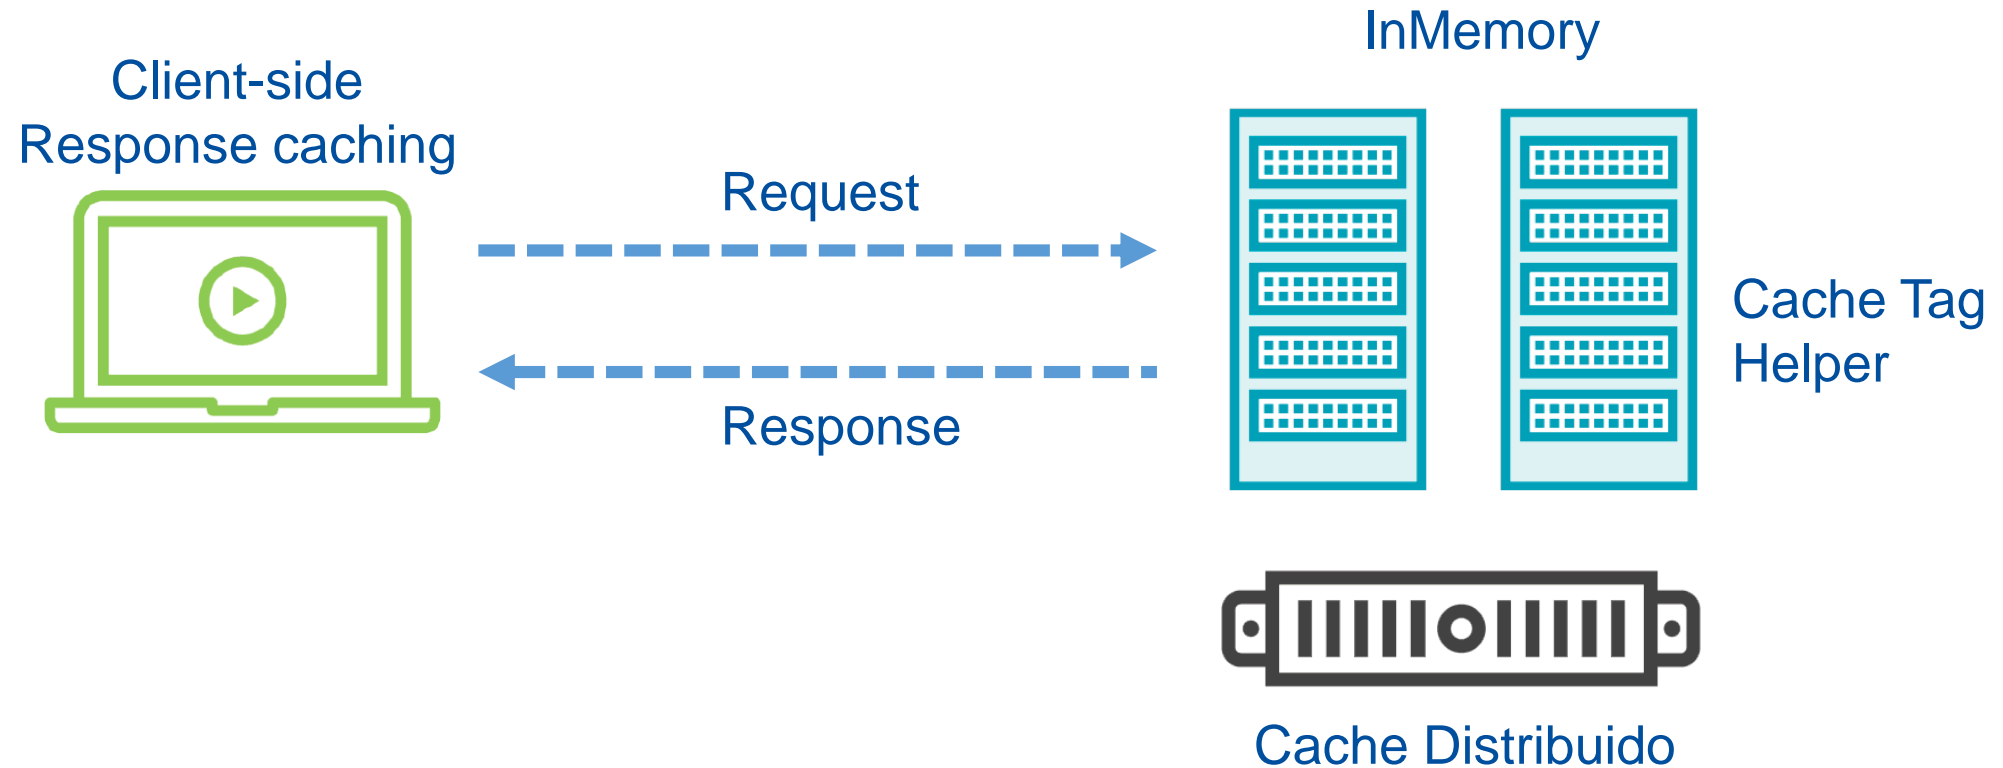 Client-side
Response caching
Request
Response
InMemory
Cache Tag
Helper
Cache Distribuido